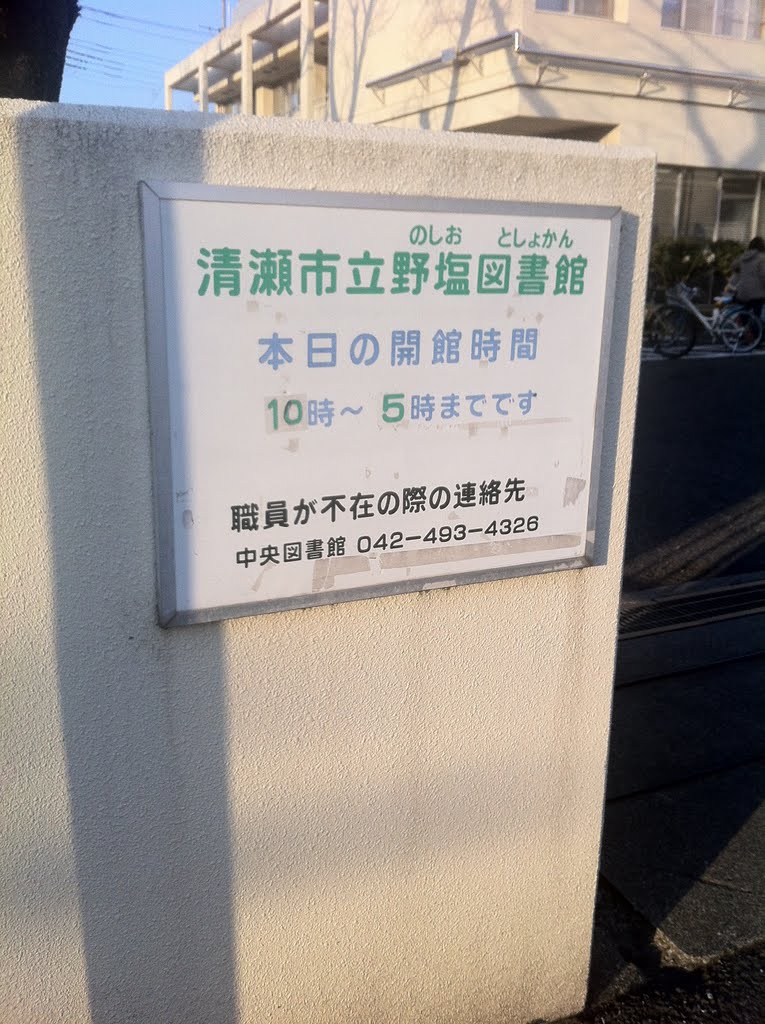 のしお としょかん
清瀬市立野塩図書館
本日の開館時間
10時～5時までです
職員が不在の際の連絡先
中央図書館 042-493-4326